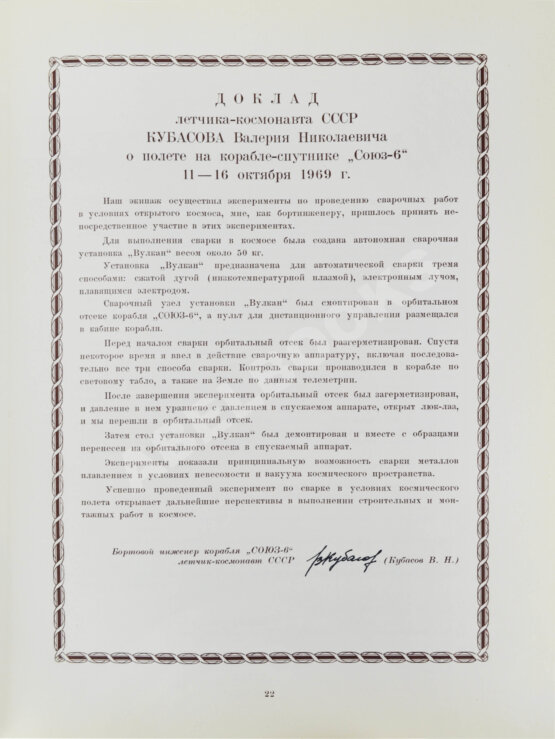 ДОКЛАД
летчика-космонавта СССР
КУБАСОВА Валерия Николаевича
о полете на корабле-спутнике „Союз-6“
11—16 октября 1969 г.
Наш экипаж осуществил эксперименты по проведению сварочных работ
в условиях открытого космоса, мне, как бортинженеру, пришлось принять не-
посредственное участие в этих экспериментах.
Для выполнения сварки в космосе была создана автономная сварочная
установка „Вулкан“ весом около 50 кг.
Установка „Вулкан“ предназначена для автоматической сварки тремя
способами: сжатой дугой (низкотемпературной плазмой), электронным лучом,
плавящимся электродом.
Сварочный узел установки „Вулкан“ был смонтирован в орбитальном
отсеке корабля „СОЮЗ-6“, а пульт для дистанционного управления размещался
в кабине корабля.
Перед началом сварки орбитальный отсек был разгерметизирован. Спустя
некоторое время я ввел в действие сварочную аппаратуру, включая последова-
тельно все три способа сварки. Контроль сварки производился в корабле по
световому табло, а также на Земле по данным телеметрии.
После завершения эксперимента орбитальный отсек был загерметизирован,
и давление в нем уравнено с давлением в спускаемом аппарате, открыт люк-лаз,
и мы перешли в орбитальный отсек.
Затем стол установки „Вулкан“ был демонтирован и вместе с образцами
перенесен из орбитального отсека в спускаемый аппарат.
Эксперименты показали принципиальную возможность сварки металлов
плавлением в условиях невесомости и вакуума космического пространства.
Успешно проведенный эксперимент по сварке в условиях космического
полета открывает дальнейшие перспективы в выполнении строительных и мон-
тажных работ в космосе.
Бортовой инженер корабля „СОЮЗ-6“
летчик-космонавт СССР ВКубасов (Кубасов В. Н.)
22